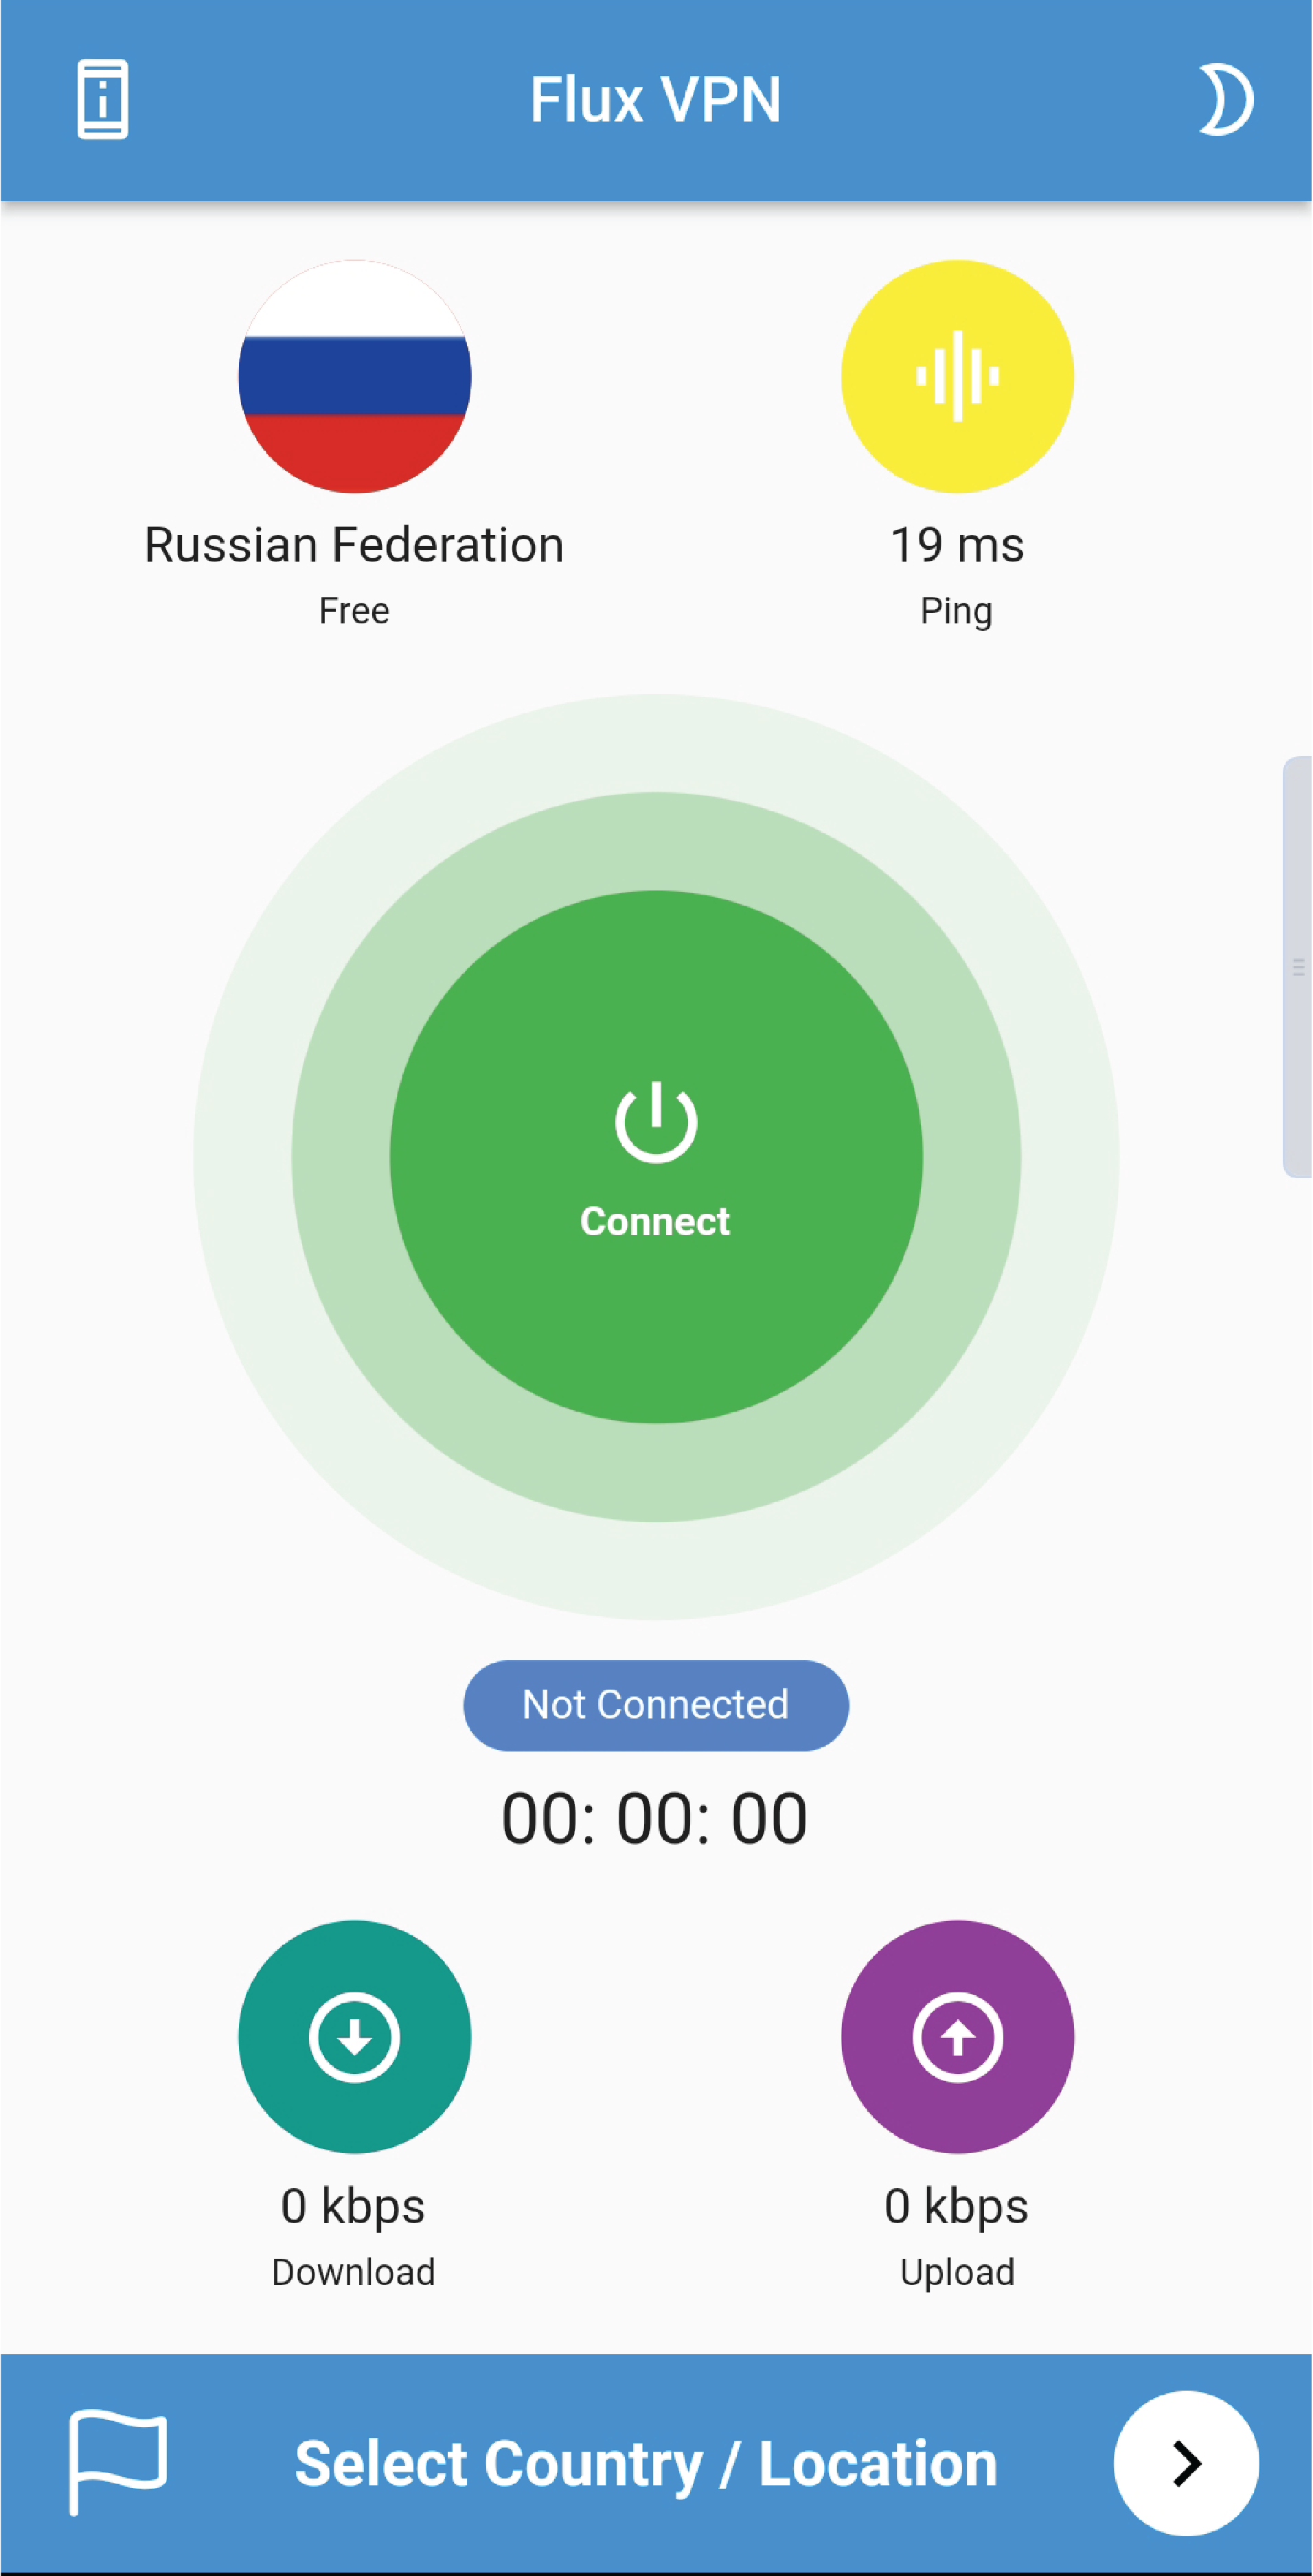 Flux VPN
Russian Federation
Free
19 ms
Ping
Connect
Not Connected
00: 00: 00
0 kbps
Download
0 kbps
Upload
Select Country / Location